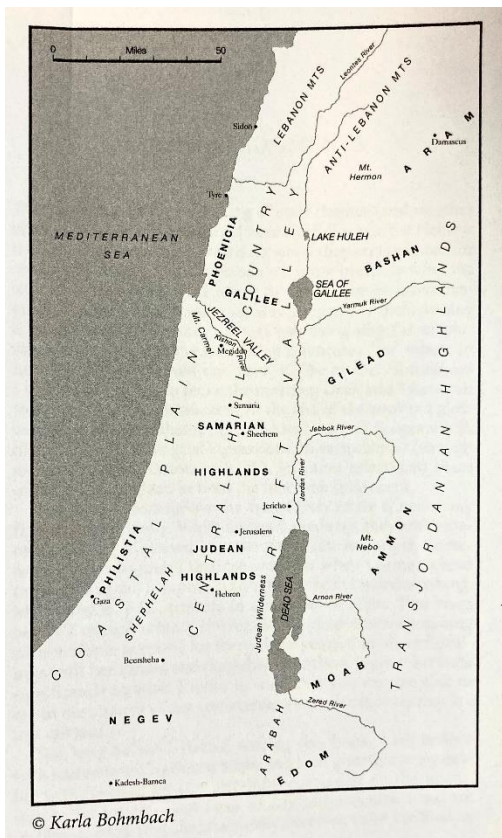 0 Miles 50
Leontes River
LEBANON MTS
ANTI-LEBANON MTS
Sidon
ARAM
Damascus
Mt. Hermon
Tyre
MEDITERRANEAN SEA
PHOENICIA
LAKE HULEH
BASHAN
GALILEE
SEA OF GALILEE
Yarmuk River
JEZREEL VALLEY
Mt. Carmel
Kishon River
Megiddo
GILEAD
Samaria
SAMARIAN HIGHLANDS
Shechem
Jebbok River
Jordan River
CENTRAL HILL COUNTRY
RIFT VALLEY
TRANSJORDANIAN HIGHLANDS
COASTAL PLAIN
Jericho
Jerusalem
Mt. Nebo
AMMON
JUDEAN HIGHLANDS
PHILISTIA
SHEPHELAH
Hebron
Gaza
Judean Wilderness
DEAD SEA
Arnon River
Beersheba
MOAB
Zered River
NEGEV
ARABAH
EDOM
Kadesh-Barnea
© Karla Bohmbach